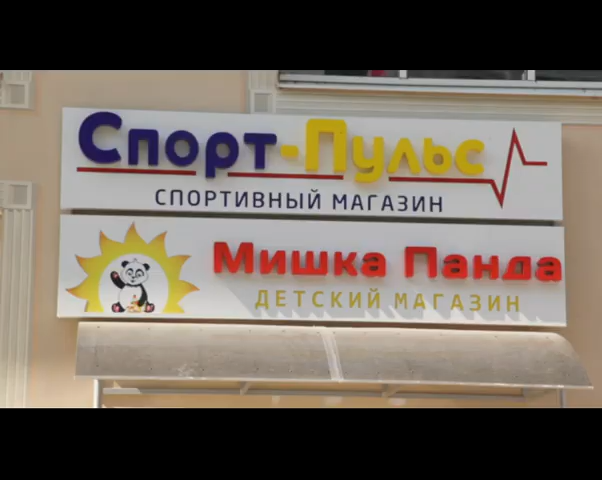 Спорт-Пульс
СПОРТИВНЫЙ МАГАЗИН
Мишка Панда
ДЕТСКИЙ МАГАЗИН